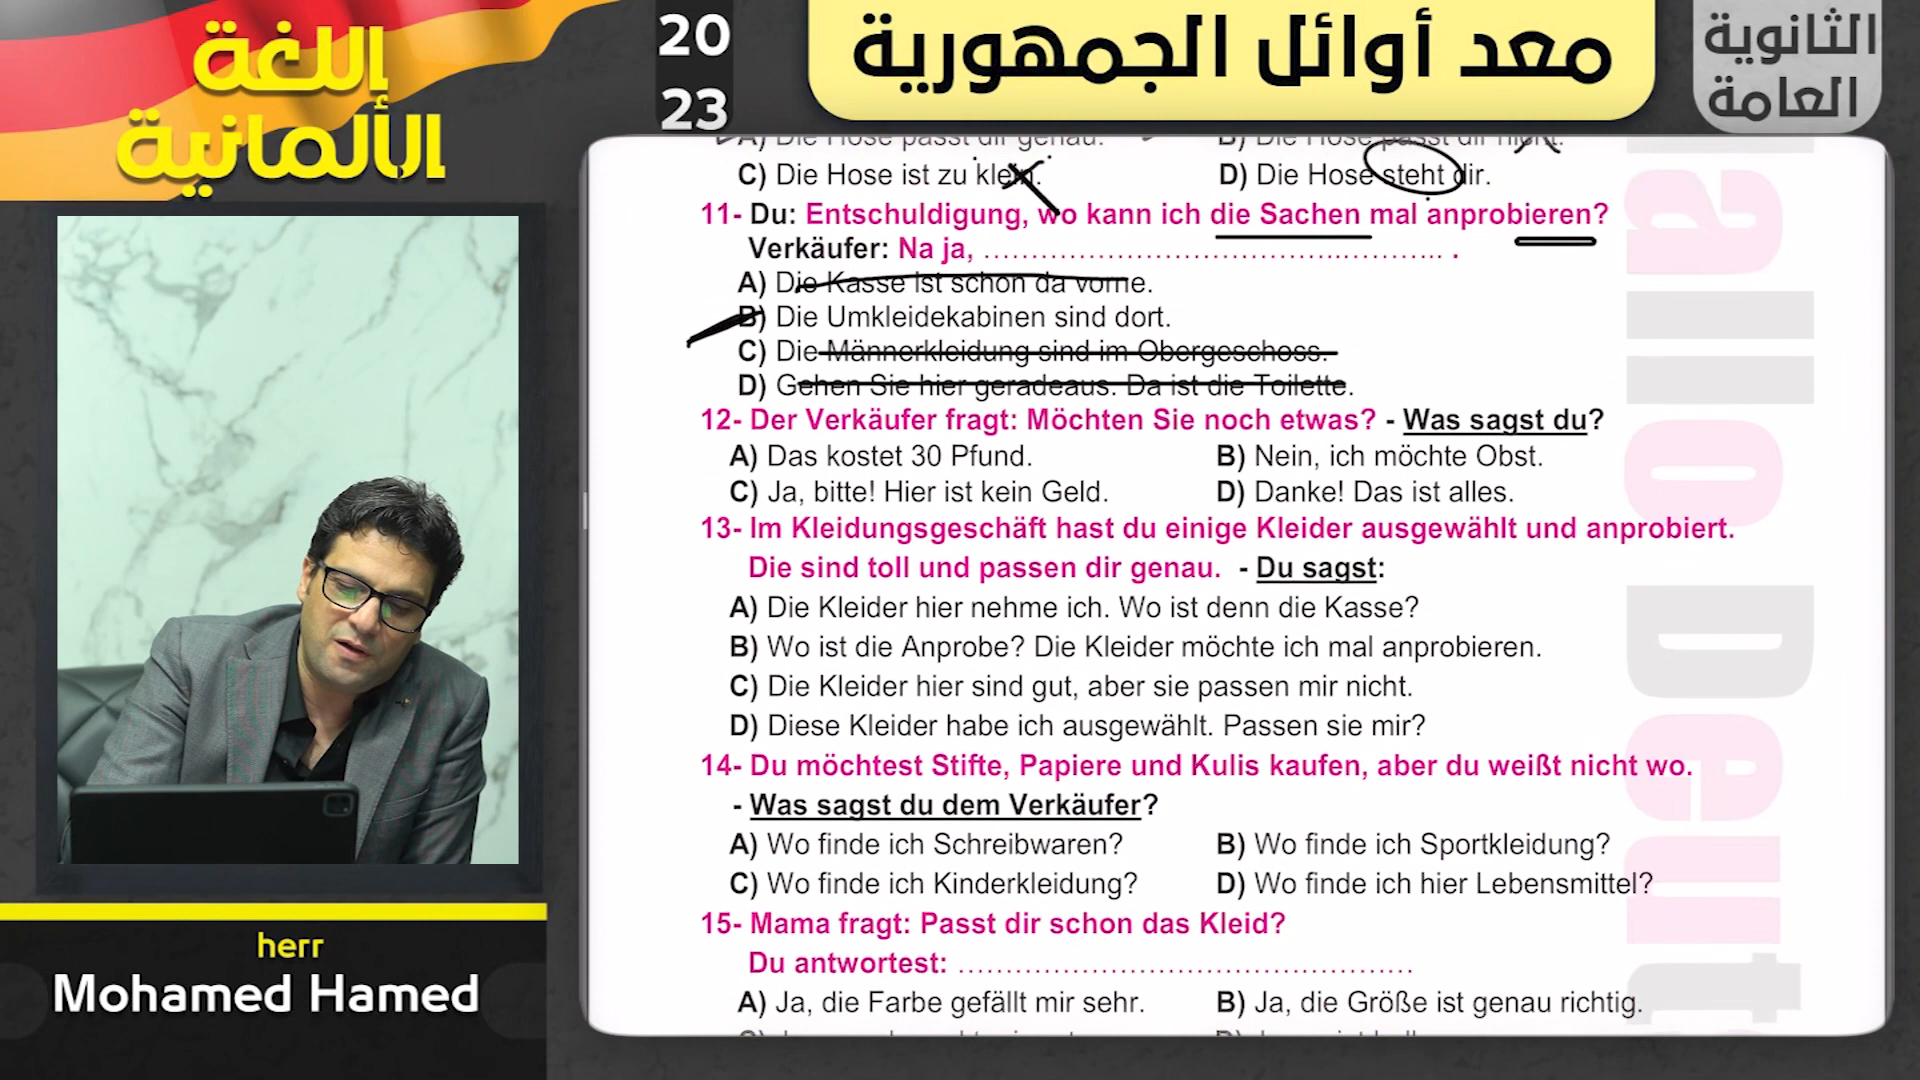 اللغة
الألمانية
20
23
معد أوائل الجمهورية
الثانوية
العامة
A) Die Hose passt dir genau. B) Die Hose passt dir nicht.
C) Die Hose ist zu klein. D) Die Hose steht dir.
11- Du: Entschuldigung, wo kann ich die Sachen mal anprobieren?
Verkäufer: Na ja, ............................................... .
A) Die Kasse ist schon da vorne.
B) Die Umkleidekabinen sind dort.
C) Die Männerkleidung sind im Obergeschoss.
D) Gehen Sie hier geradeaus. Da ist die Toilette.
12- Der Verkäufer fragt: Möchten Sie noch etwas? - Was sagst du?
A) Das kostet 30 Pfund. B) Nein, ich möchte Obst.
C) Ja, bitte! Hier ist kein Geld. D) Danke! Das ist alles.
13- Im Kleidungsgeschäft hast du einige Kleider ausgewählt und anprobiert.
Die sind toll und passen dir genau. - Du sagst:
A) Die Kleider hier nehme ich. Wo ist denn die Kasse?
B) Wo ist die Anprobe? Die Kleider möchte ich mal anprobieren.
C) Die Kleider hier sind gut, aber sie passen mir nicht.
D) Diese Kleider habe ich ausgewählt. Passen sie mir?
14- Du möchtest Stifte, Papiere und Kulis kaufen, aber du weißt nicht wo.
- Was sagst du dem Verkäufer?
A) Wo finde ich Schreibwaren? B) Wo finde ich Sportkleidung?
C) Wo finde ich Kinderkleidung? D) Wo finde ich hier Lebensmittel?
15- Mama fragt: Passt dir schon das Kleid?
Du antwortest: ...............................................
A) Ja, die Farbe gefällt mir sehr. B) Ja, die Größe ist genau richtig.
herr
Mohamed Hamed